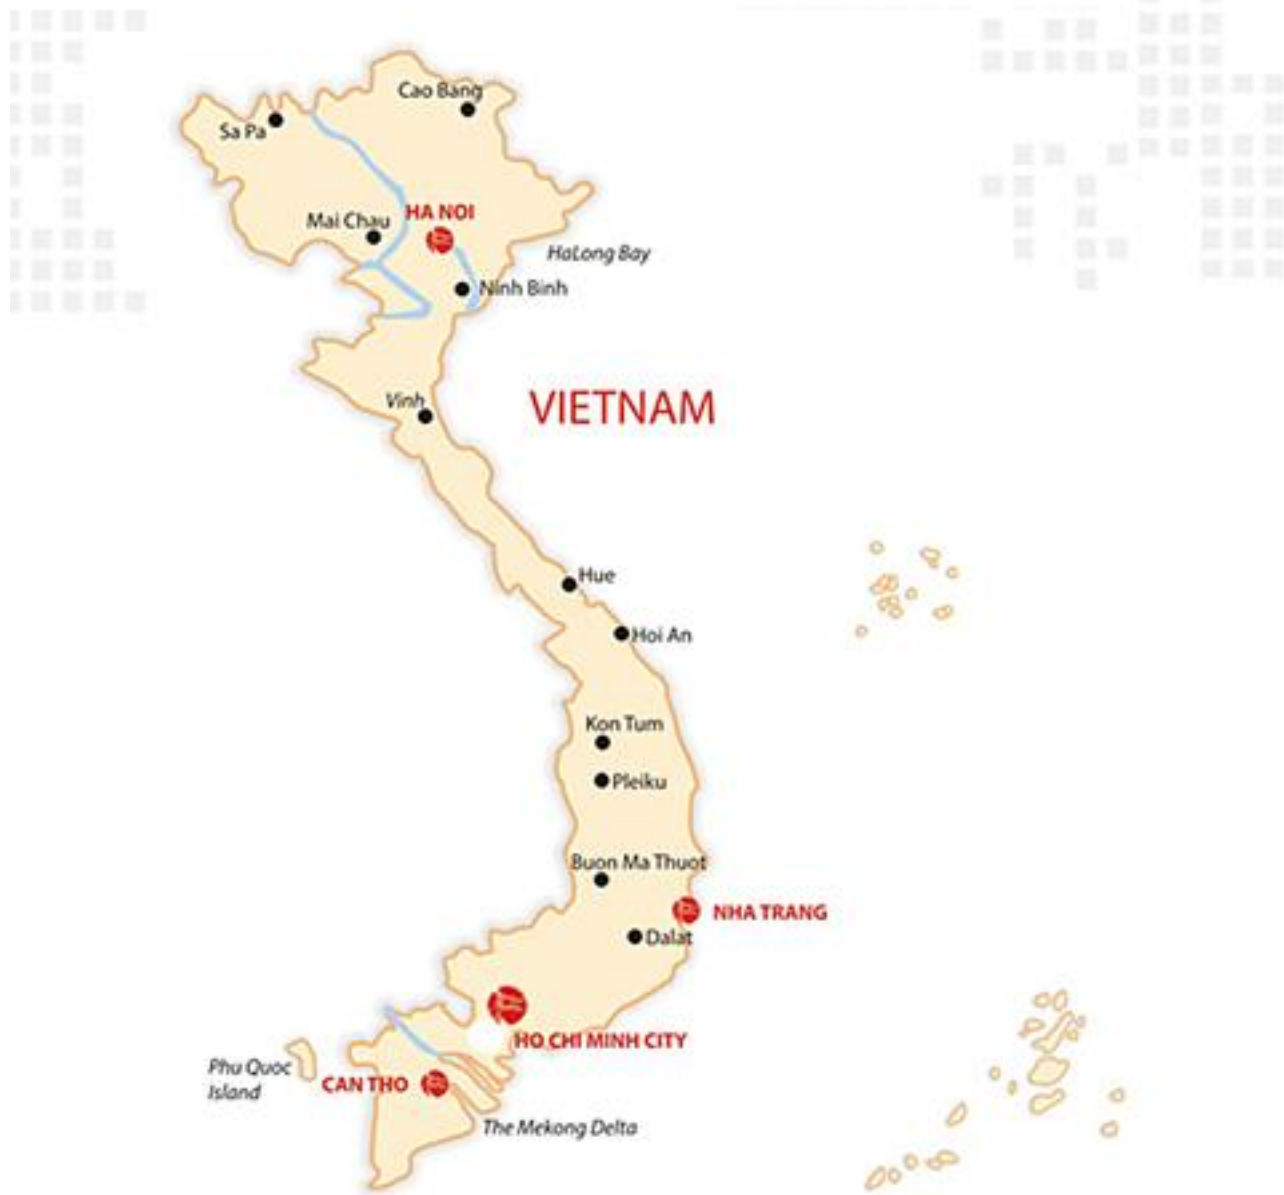 Cao Bang
Sa Pa
HA NOI
Mai Chau
HaLong Bay
Ninh Binh
VIETNAM
Vinh
Hue
Hoi An
Kon Tum
Pleiku
Buon Ma Thuot
NHA TRANG
Dalat
HO CHI MINH CITY
Phu Quoc
Island
CAN THO
The Mekong Delta